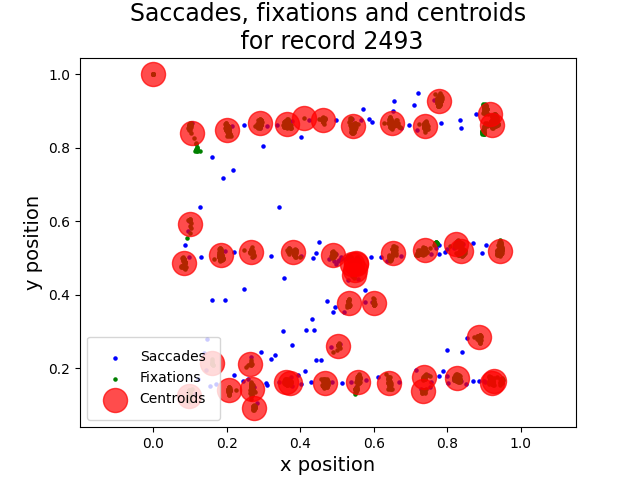 Saccades, fixations and centroids
for record 2493
y position
1.0
0.8
0.6
0.4
0.2
Saccades
Fixations
Centroids
0.0
0.2
0.4
0.6
0.8
1.0
x position